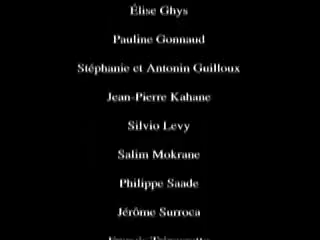 Élise Ghys
Pauline Gonnaud
Stéphanie et Antonin Guilloux
Jean-Pierre Kahane
Silvio Levy
Salim Mokrane
Philippe Saade
Jérôme Surroca